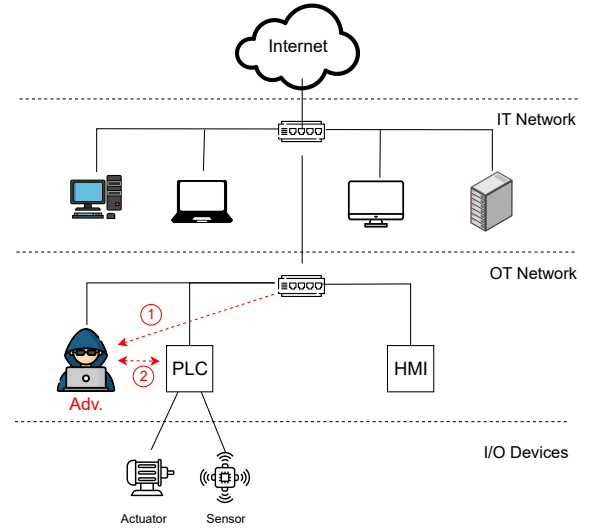 Internet
IT Network
OT Network
1
2
PLC
HMI
Adv.
I/O Devices
Actuator
Sensor